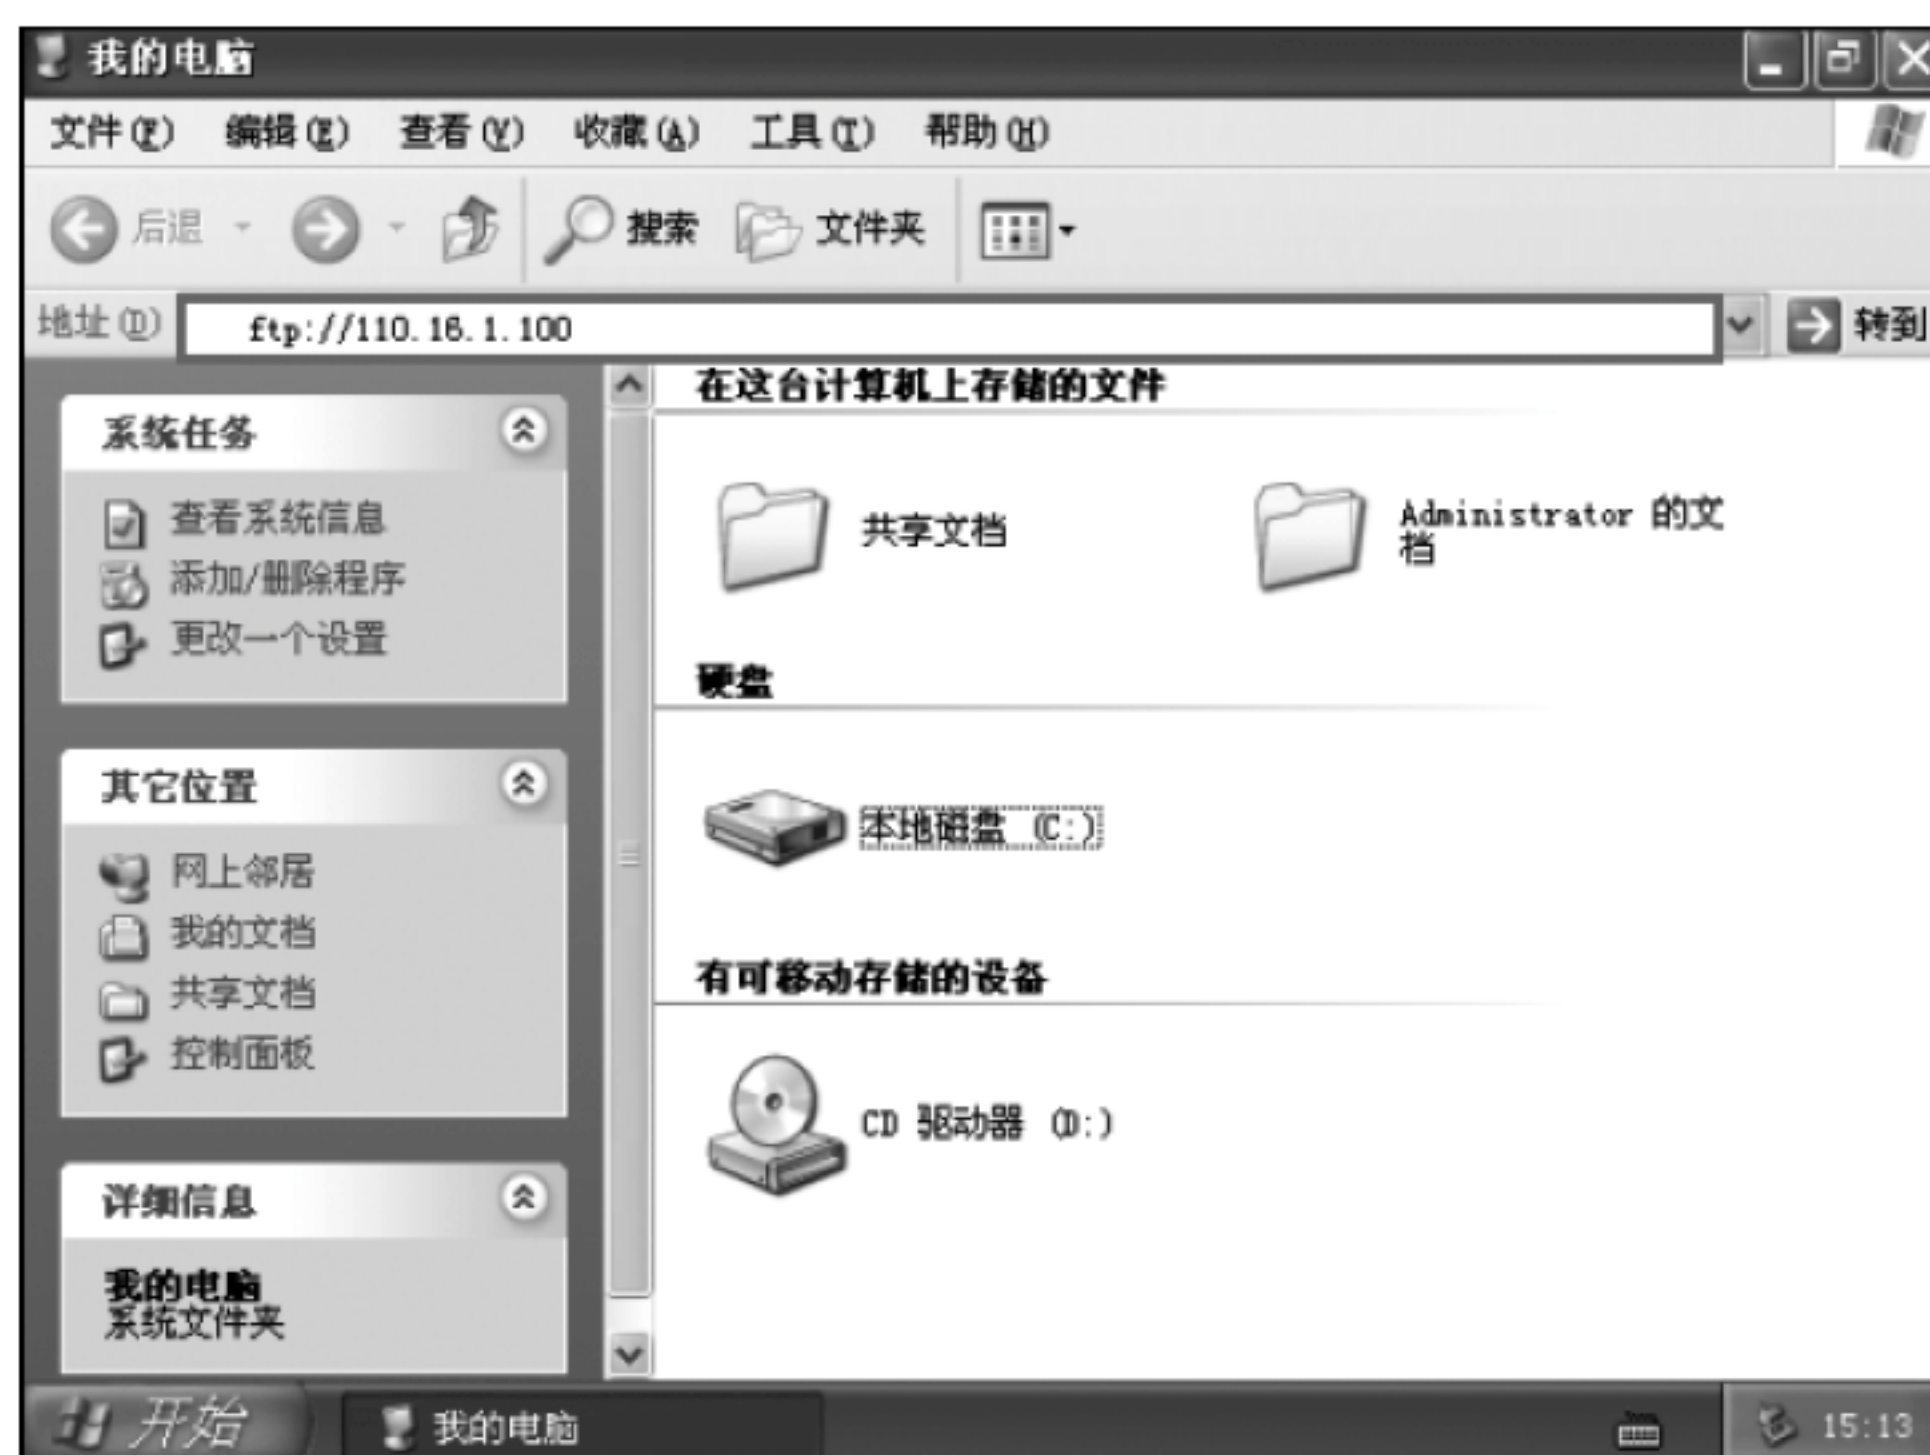 我的电脑
文件(F) 编辑(E) 查看(V) 收藏(A) 工具(T) 帮助(H)
后退 搜索 文件夹
地址(D) ftp://110.16.1.100 转到
系统任务
查看系统信息
添加/删除程序
更改一个设置
其它位置
网上邻居
我的文档
共享文档
控制面板
详细信息
我的电脑
系统文件夹
在这台计算机上存储的文件
共享文档
Administrator 的文
档
硬盘
本地磁盘 (C:)
有可移动存储的设备
CD 驱动器 (D:)
开始 我的电脑 15:13